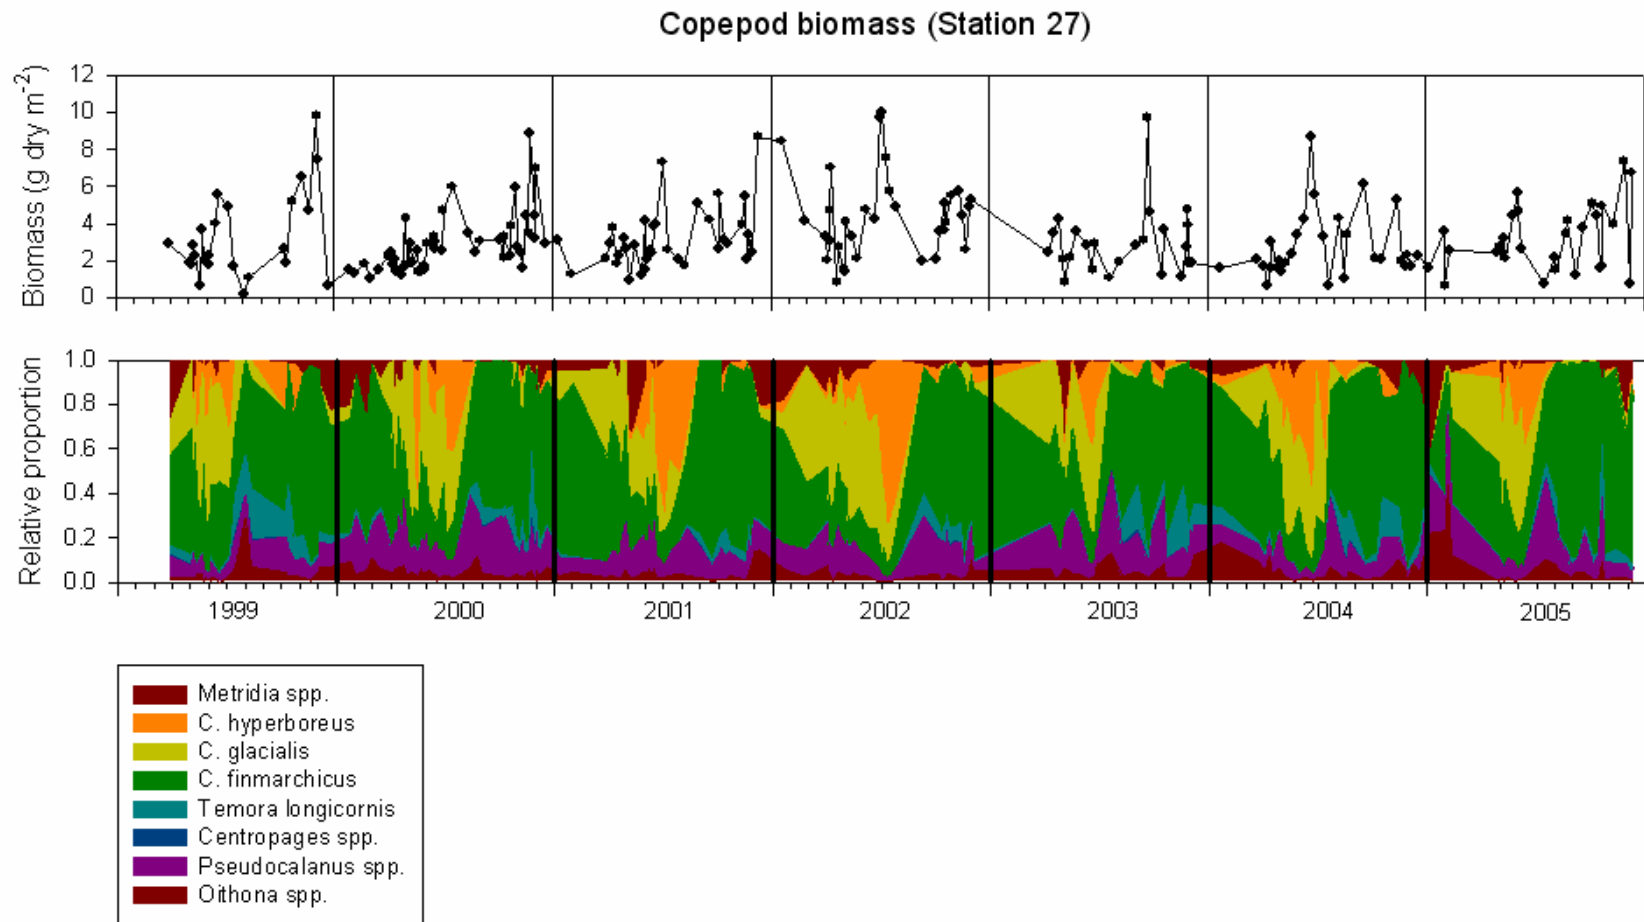 Copepod biomass (Station 27)
Biomass (g dry m-2)
12
10
8
6
4
2
0
Relative proportion
1.0
0.8
0.6
0.4
0.2
0.0
1999 2000 2001 2002 2003 2004 2005
Metridia spp.
C. hyperboreus
C. glacialis
C. finmarchicus
Temora longicornis
Centropages spp.
Pseudocalanus spp.
Oithona spp.